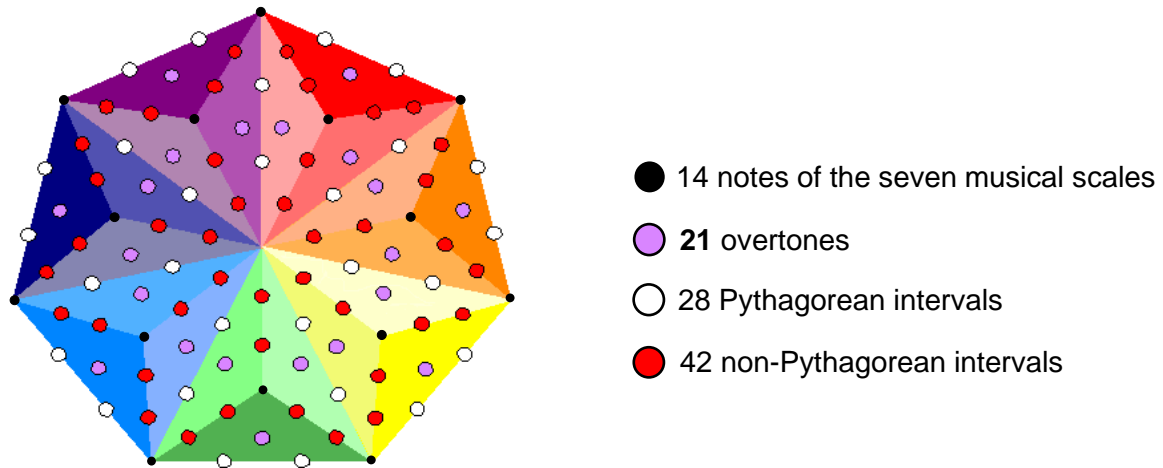 14 notes of the seven musical scales
21 overtones
28 Pythagorean intervals
42 non-Pythagorean intervals